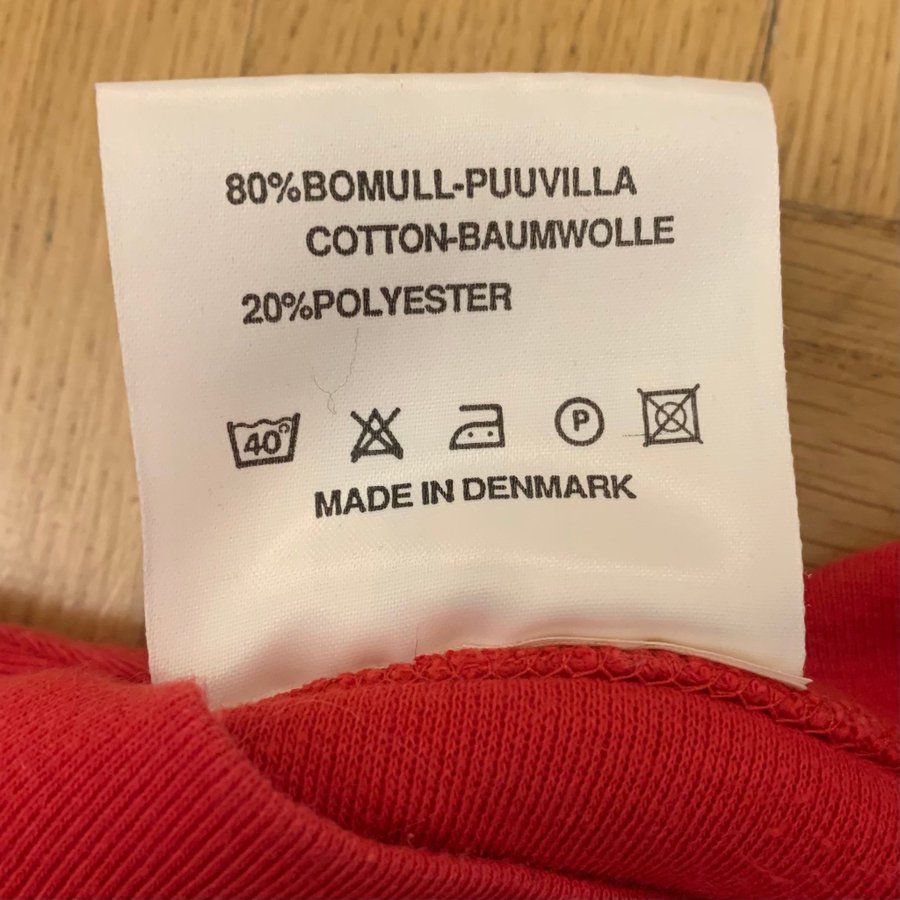 80%BOMULL-PUUVILLA
COTTON-BAUMWOLLE
20%POLYESTER
40°
P
MADE IN DENMARK